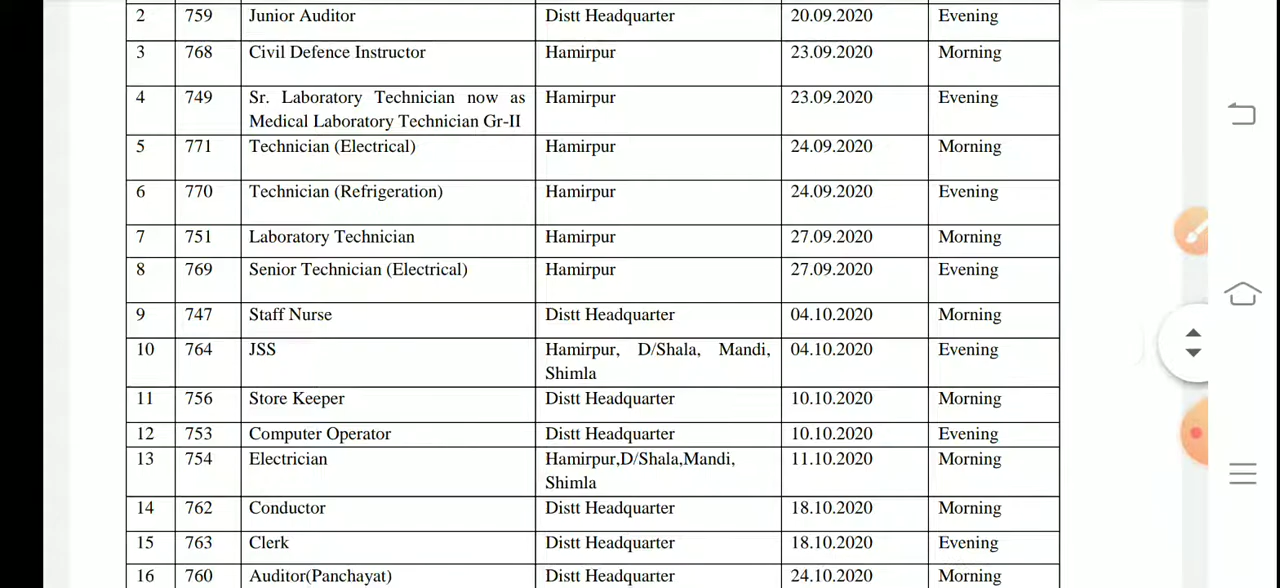 2 759 Junior Auditor Distt Headquarter 20.09.2020 Evening
3 768 Civil Defence Instructor Hamirpur 23.09.2020 Morning
4 749 Sr. Laboratory Technician now as Hamirpur 23.09.2020 Evening
Medical Laboratory Technician Gr-II
5 771 Technician (Electrical) Hamirpur 24.09.2020 Morning
6 770 Technician (Refrigeration) Hamirpur 24.09.2020 Evening
7 751 Laboratory Technician Hamirpur 27.09.2020 Morning
8 769 Senior Technician (Electrical) Hamirpur 27.09.2020 Evening
9 747 Staff Nurse Distt Headquarter 04.10.2020 Morning
10 764 JSS Hamirpur, D/Shala, Mandi, 04.10.2020 Evening
Shimla
11 756 Store Keeper Distt Headquarter 10.10.2020 Morning
12 753 Computer Operator Distt Headquarter 10.10.2020 Evening
13 754 Electrician Hamirpur,D/Shala,Mandi, 11.10.2020 Morning
Shimla
14 762 Conductor Distt Headquarter 18.10.2020 Morning
15 763 Clerk Distt Headquarter 18.10.2020 Evening
16 760 Auditor(Panchayat) Distt Headquarter 24.10.2020 Morning